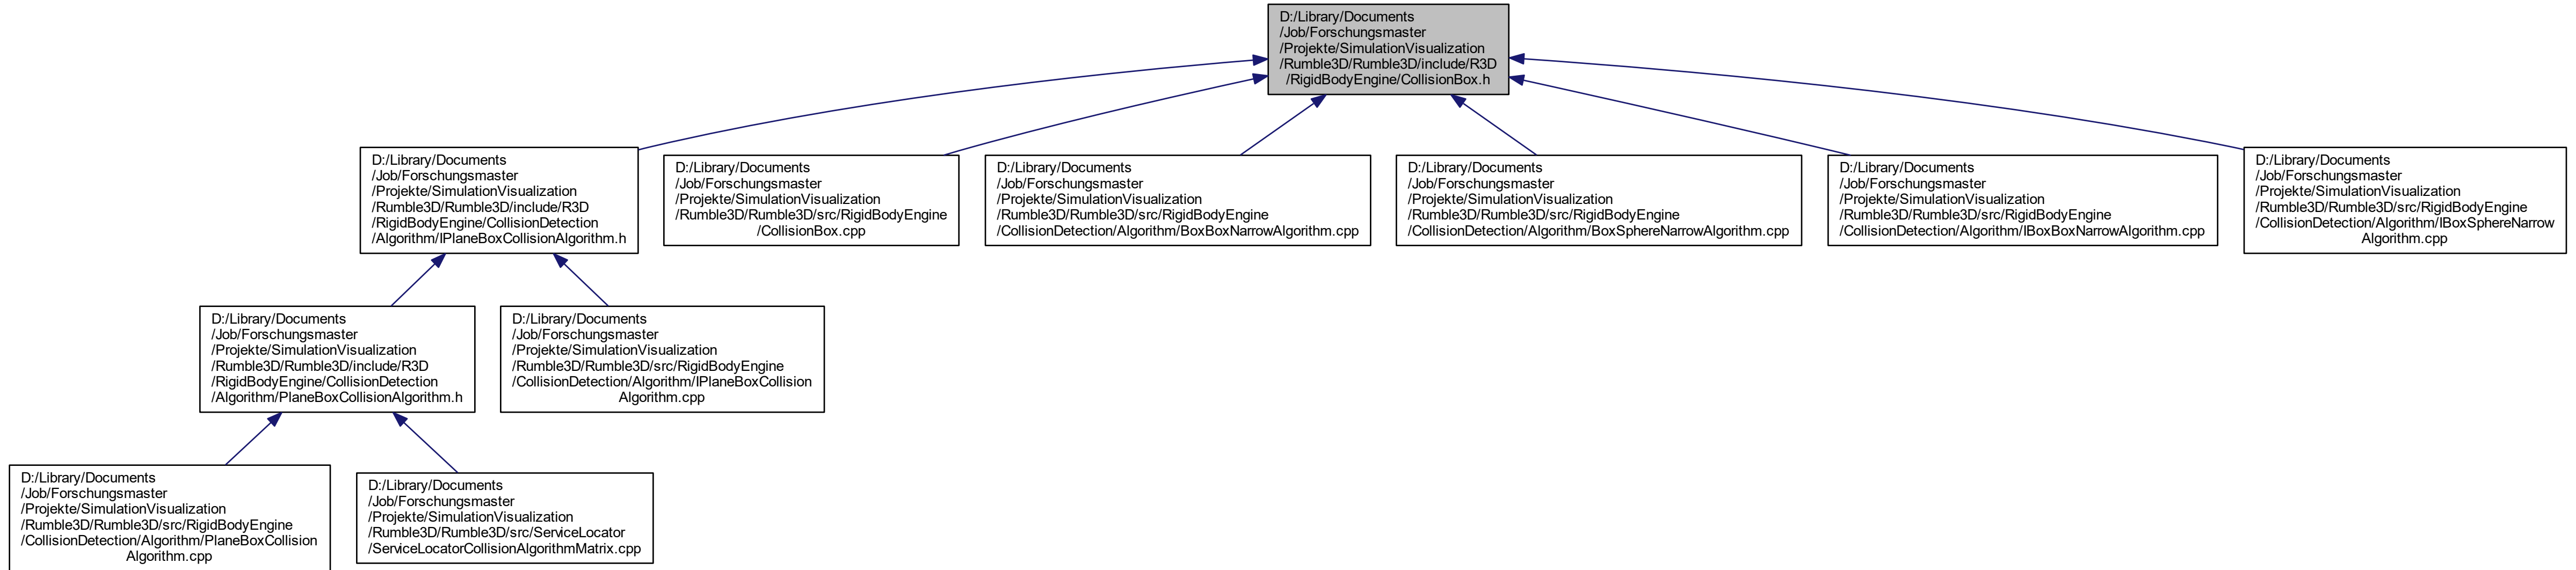 D:/Library/Documents
/Job/Forschungsmaster
/Projekte/SimulationVisualization
/Rumble3D/Rumble3D/include/R3D
/RigidBodyEngine/CollisionBox.h
D:/Library/Documents
/Job/Forschungsmaster
/Projekte/SimulationVisualization
/Rumble3D/Rumble3D/include/R3D
/RigidBodyEngine/CollisionDetection
/Algorithm/IPlaneBoxCollisionAlgorithm.h
D:/Library/Documents
/Job/Forschungsmaster
/Projekte/SimulationVisualization
/Rumble3D/Rumble3D/src/RigidBodyEngine
/CollisionBox.cpp
D:/Library/Documents
/Job/Forschungsmaster
/Projekte/SimulationVisualization
/Rumble3D/Rumble3D/src/RigidBodyEngine
/CollisionDetection/Algorithm/BoxBoxNarrowAlgorithm.cpp
D:/Library/Documents
/Job/Forschungsmaster
/Projekte/SimulationVisualization
/Rumble3D/Rumble3D/src/RigidBodyEngine
/CollisionDetection/Algorithm/BoxSphereNarrowAlgorithm.cpp
D:/Library/Documents
/Job/Forschungsmaster
/Projekte/SimulationVisualization
/Rumble3D/Rumble3D/src/RigidBodyEngine
/CollisionDetection/Algorithm/IBoxBoxNarrowAlgorithm.cpp
D:/Library/Documents
/Job/Forschungsmaster
/Projekte/SimulationVisualization
/Rumble3D/Rumble3D/src/RigidBodyEngine
/CollisionDetection/Algorithm/IBoxSphereNarrow
Algorithm.cpp
D:/Library/Documents
/Job/Forschungsmaster
/Projekte/SimulationVisualization
/Rumble3D/Rumble3D/include/R3D
/RigidBodyEngine/CollisionDetection
/Algorithm/PlaneBoxCollisionAlgorithm.h
D:/Library/Documents
/Job/Forschungsmaster
/Projekte/SimulationVisualization
/Rumble3D/Rumble3D/src/RigidBodyEngine
/CollisionDetection/Algorithm/IPlaneBoxCollision
Algorithm.cpp
D:/Library/Documents
/Job/Forschungsmaster
/Projekte/SimulationVisualization
/Rumble3D/Rumble3D/src/RigidBodyEngine
/CollisionDetection/Algorithm/PlaneBoxCollision
Algorithm.cpp
D:/Library/Documents
/Job/Forschungsmaster
/Projekte/SimulationVisualization
/Rumble3D/Rumble3D/src/ServiceLocator
/ServiceLocatorCollisionAlgorithmMatrix.cpp